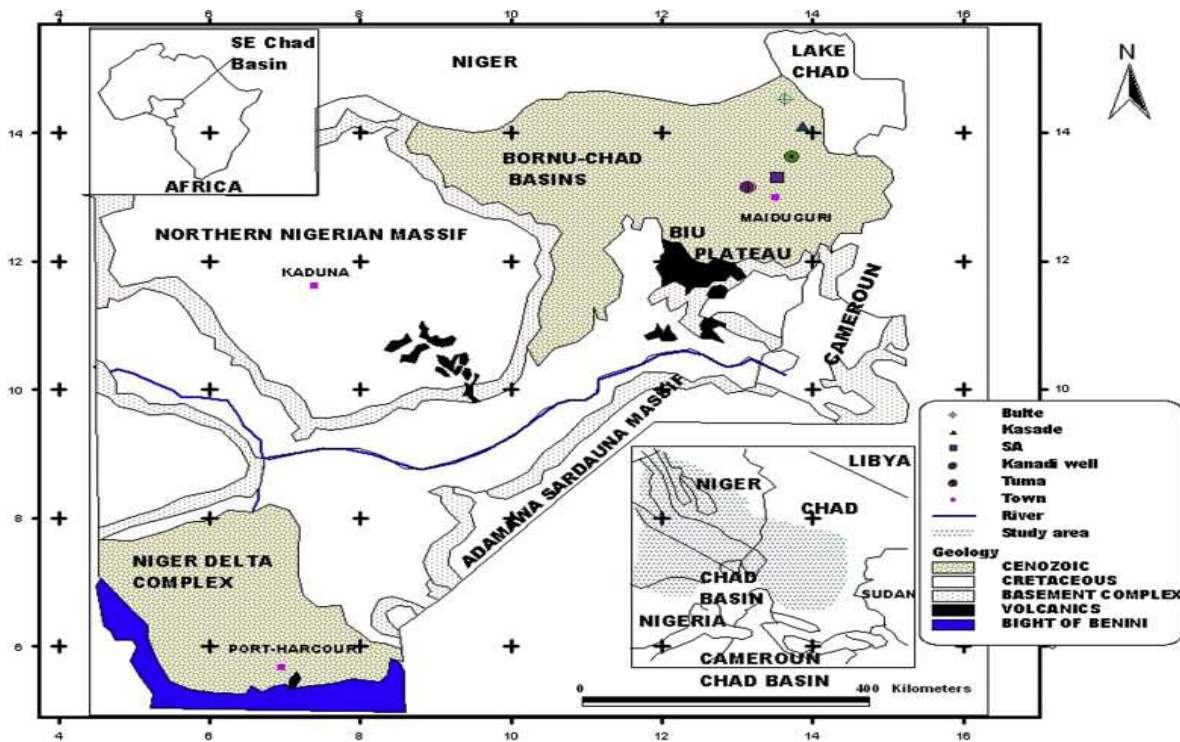 4 6 8 10 12 14 16
SE Chad
Basin
AFRICA
NIGER
LAKE
CHAD
N
14
14
BORNU-CHAD
BASINS
MAIDUGURI
NORTHERN NIGERIAN MASSIF
KADUNA
BIU
PLATEAU
12
12
CAMEROUN
10
10
ADAMAWA SARDAUNA MASSIF
8
NIGER DELTA
COMPLEX
PORT-HARCOUR
6
LIBYA
NIGER
CHAD
CHAD
BASIN
SUDAN
NIGERIA
CAMEROUN
CHAD BASIN
0 400 Kilometers
Bulte
Kasade
SA
Kanadi well
Tuma
Town
River
Study area
Geology
CENOZOIC
CRETACEOUS
BASEMENT COMPLEX
VOLCANICS
BIGHT OF BENINI
4 6 8 10 12 14 16